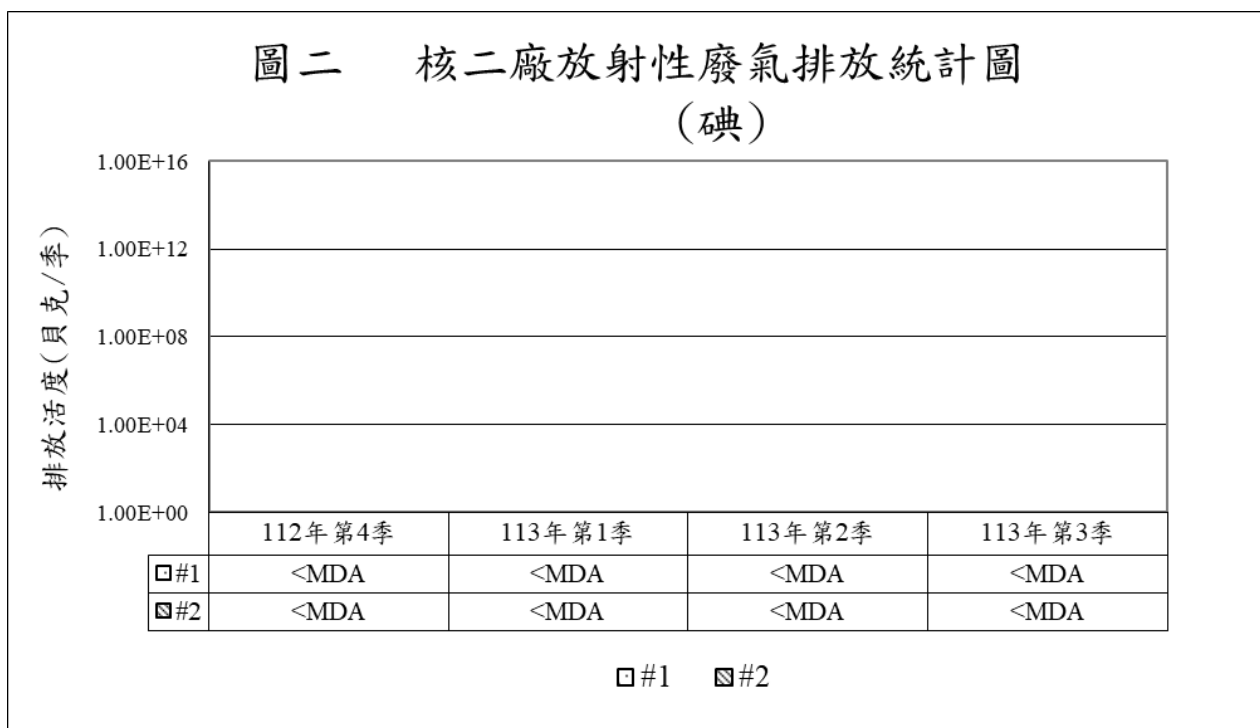 圖二 核二廠放射性廢氣排放統計圖
(碘)
排放活度(貝克/季)
1.00E+16
1.00E+12
1.00E+08
1.00E+04
1.00E+00
112年第4季 113年第1季 113年第2季 113年第3季
#1 <MDA <MDA <MDA <MDA
#2 <MDA <MDA <MDA <MDA
#1 #2